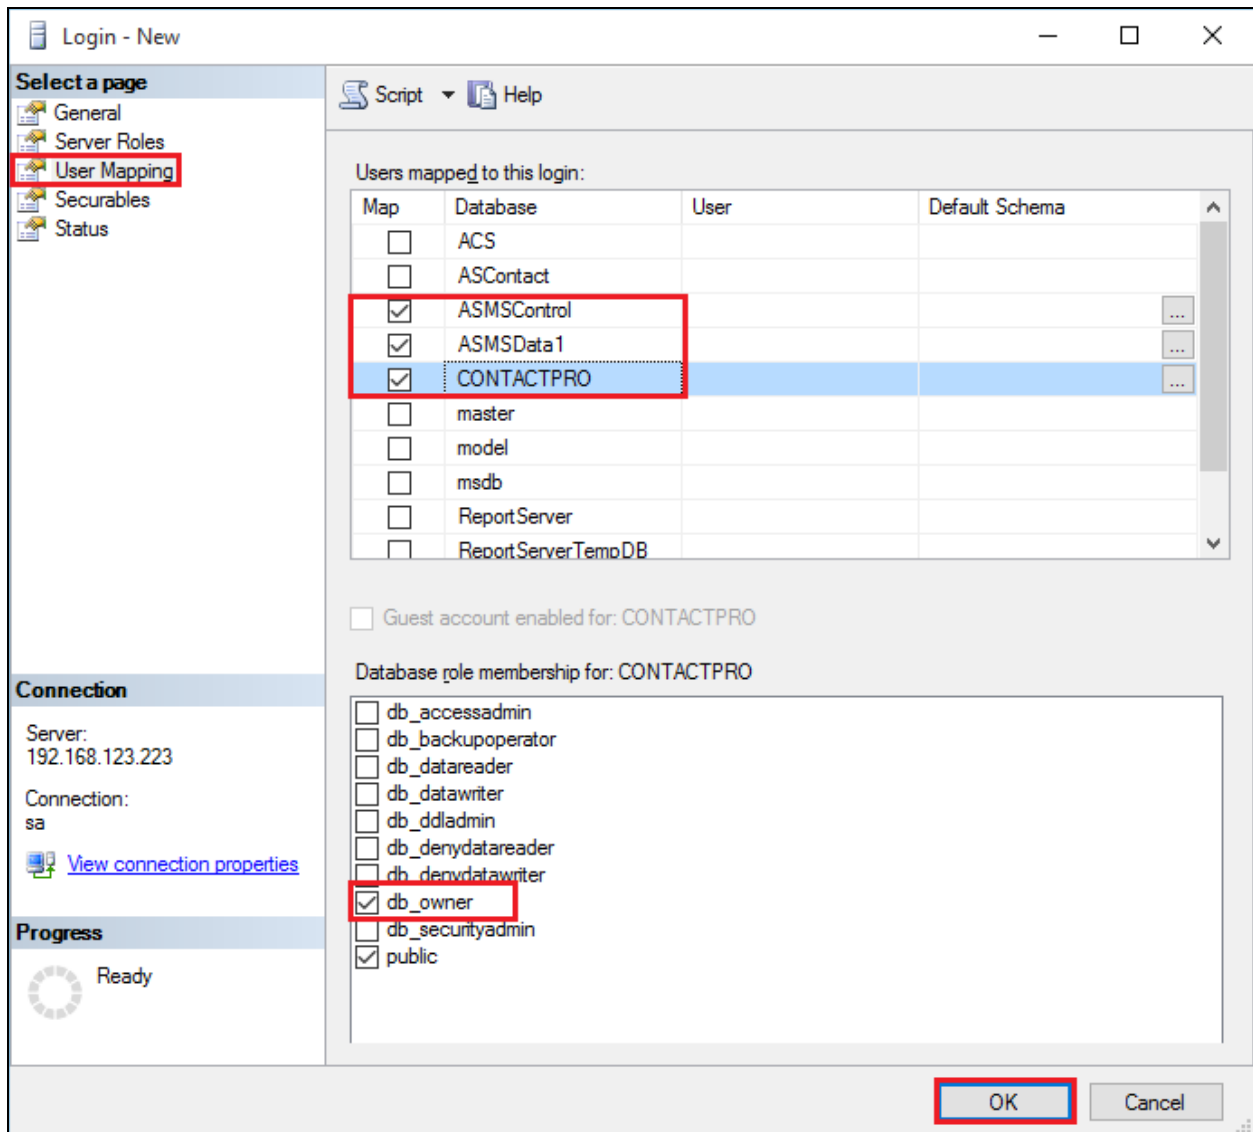 Login - New
Select a page
General
Server Roles
User Mapping
Securables
Status
Connection
Server:
192.168.123.223
Connection:
sa
View connection properties
Progress
Ready
Script Help
Users mapped to this login:
Map Database User Default Schema
ACS
ASContact
ASMSControl ...
ASMSData1 ...
CONTACTPRO ...
master
model
msdb
ReportServer
ReportServerTempDB
Guest account enabled for: CONTACTPRO
Database role membership for: CONTACTPRO
db_accessadmin
db_backupoperator
db_datareader
db_datawriter
db_ddladmin
db_denydatareader
db_denydatawriter
db_owner
db_securityadmin
public
OK Cancel